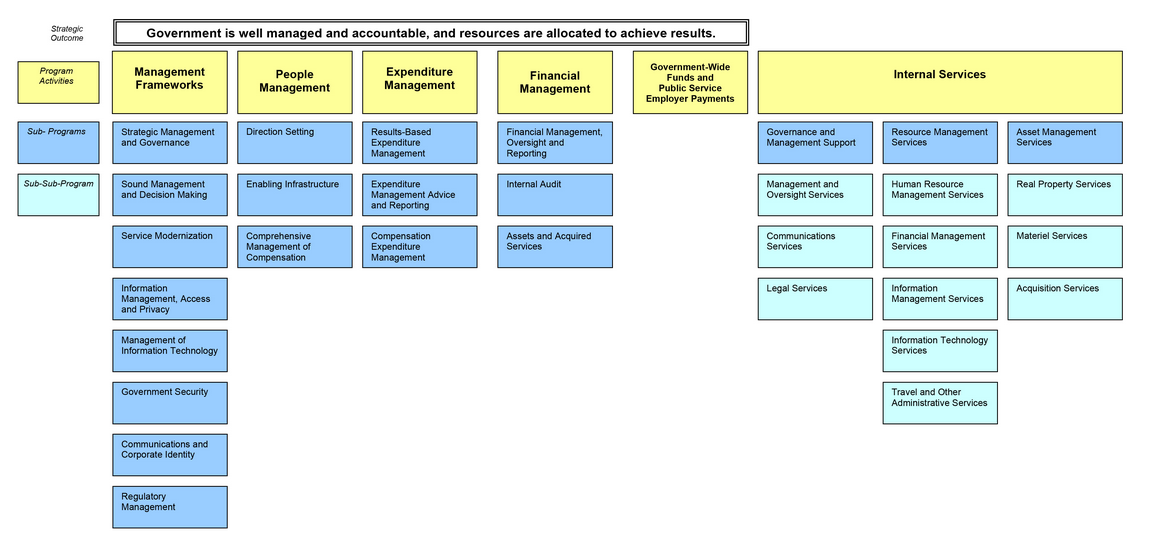 Strategic
Outcome
Government is well managed and accountable, and resources are allocated to achieve results.
Program
Activities
Management
Frameworks
People
Management
Expenditure
Management
Financial
Management
Government-Wide
Funds and
Public Service
Employer Payments
Internal Services
Sub- Programs
Strategic Management
and Governance
Direction Setting
Results-Based
Expenditure
Management
Financial Management,
Oversight and
Reporting
Governance and
Management Support
Resource Management
Services
Asset Management
Services
Sub-Sub-Program
Sound Management
and Decision Making
Enabling Infrastructure
Expenditure
Management Advice
and Reporting
Internal Audit
Management and
Oversight Services
Human Resource
Management Services
Real Property Services
Service Modernization
Comprehensive
Management of
Compensation
Compensation
Expenditure
Management
Assets and Acquired
Services
Communications
Services
Financial Management
Services
Materiel Services
Information
Management, Access
and Privacy
Legal Services
Information
Management Services
Acquisition Services
Management of
Information Technology
Information Technology
Services
Government Security
Travel and Other
Administrative Services
Communications and
Corporate Identity
Regulatory
Management